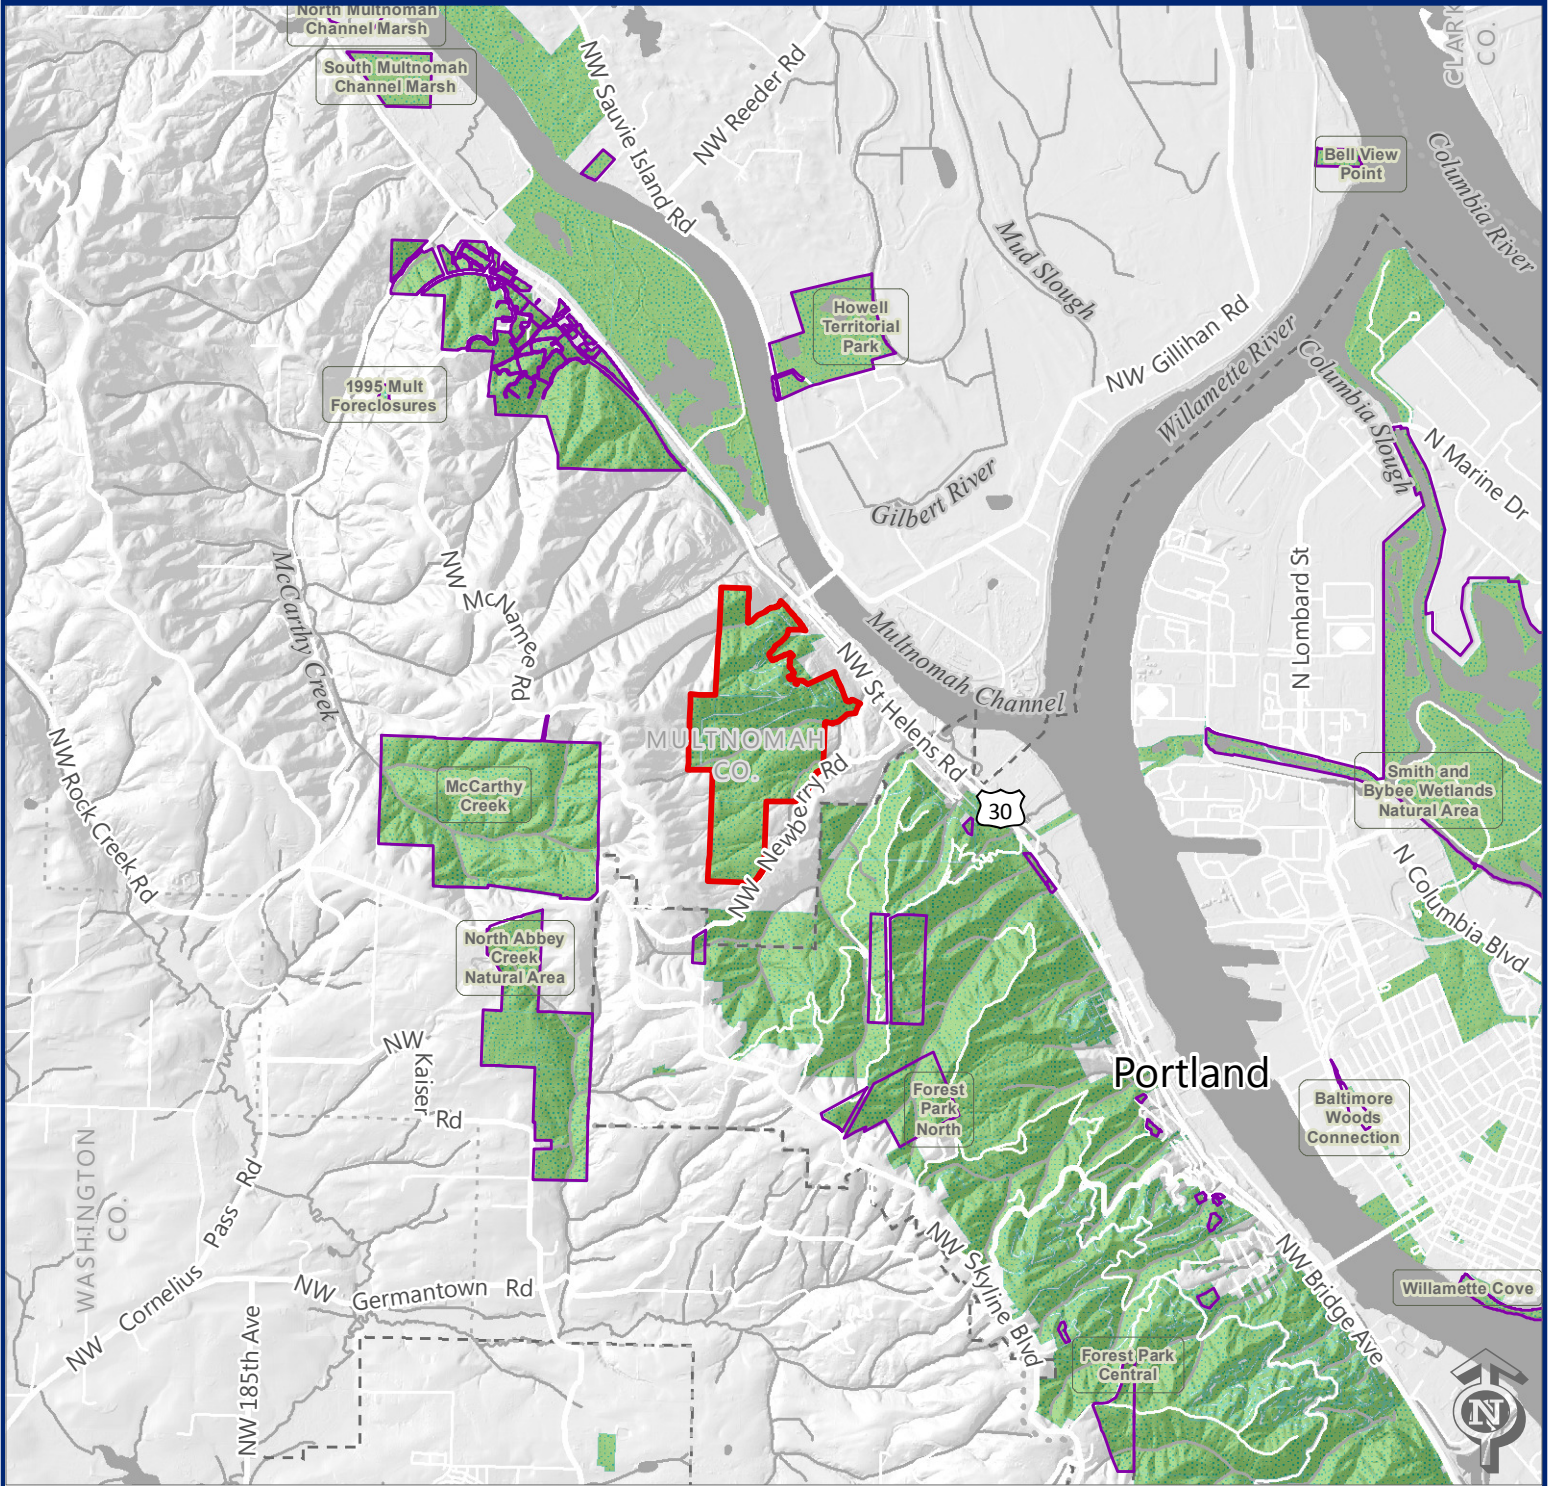 North Multnomah
Channel Marsh
South Multnomah
Channel Marsh
NW Sauvie Island Rd
NW Reeder Rd
CLARK
CO.
Columbia River
Bell View
Point
Mud Slough
Howell
Territorial
Park
NW Gillihan Rd
Willamette River
Columbia Slough
N Marine Dr
1995 Mult
Foreclosures
Gilbert River
McCarthy Creek
NW McNamee Rd
N Lombard St
Multnomah Channel
NW St Helens Rd
MULTNOMAH
CO.
NW Rock Creek Rd
McCarthy
Creek
NW Newberry Rd
30
Smith and
Bybee Wetlands
Natural Area
N Columbia Blvd
North Abbey
Creek
Natural Area
NW Kaiser Rd
Portland
Forest
Park
North
Baltimore
Woods
Connection
WASHINGTON
CO.
NW Cornelius Pass Rd
NW Germantown Rd
NW 185th Ave
NW Skyline Blvd
NW Bridge Ave
Willamette Cove
Forest Park
Central
N